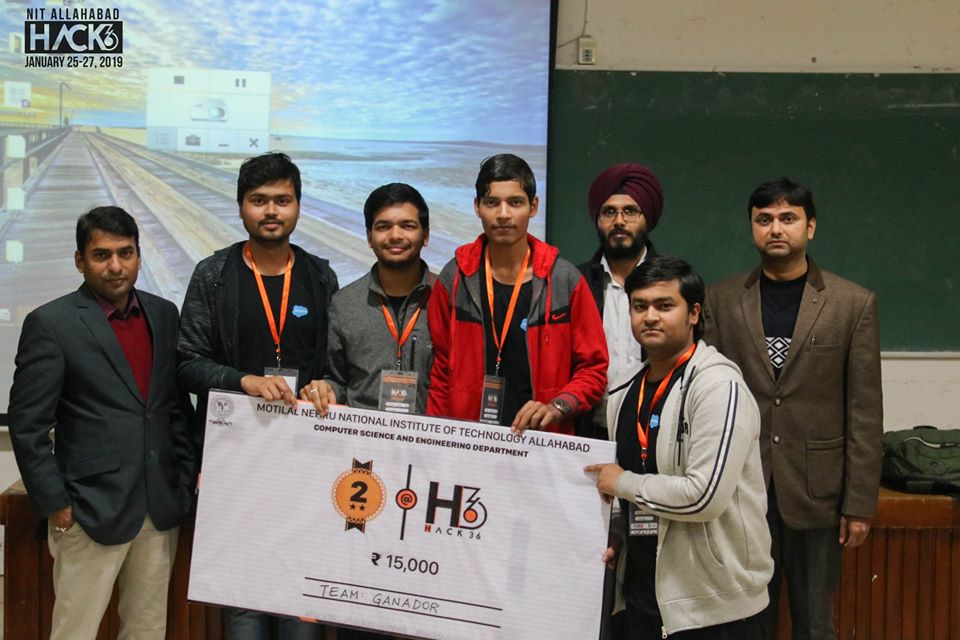 NIT ALLAHABAD
HACK36
JANUARY 25-27, 2019
MOTILAL NEHRU NATIONAL INSTITUTE OF TECHNOLOGY ALLAHABAD
COMPUTER SCIENCE AND ENGINEERING DEPARTMENT
2
@
H36
HACK 36
₹ 15,000
TEAM: GANADOR